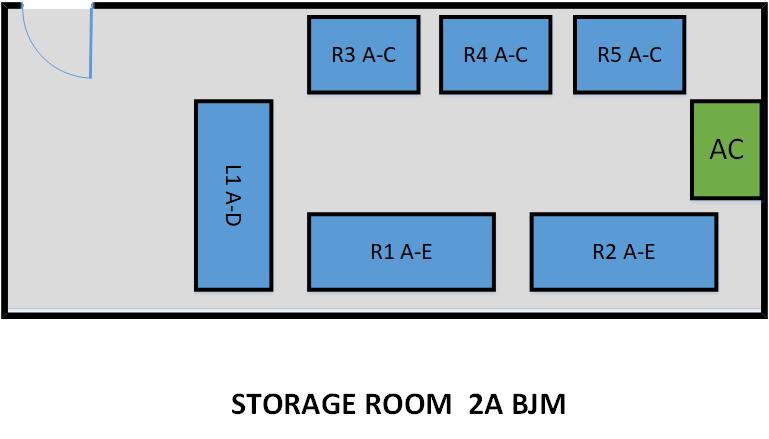 R3 A-C
R4 A-C
R5 A-C
AC
L1 A-D
R1 A-E
R2 A-E
STORAGE ROOM  2A BJM